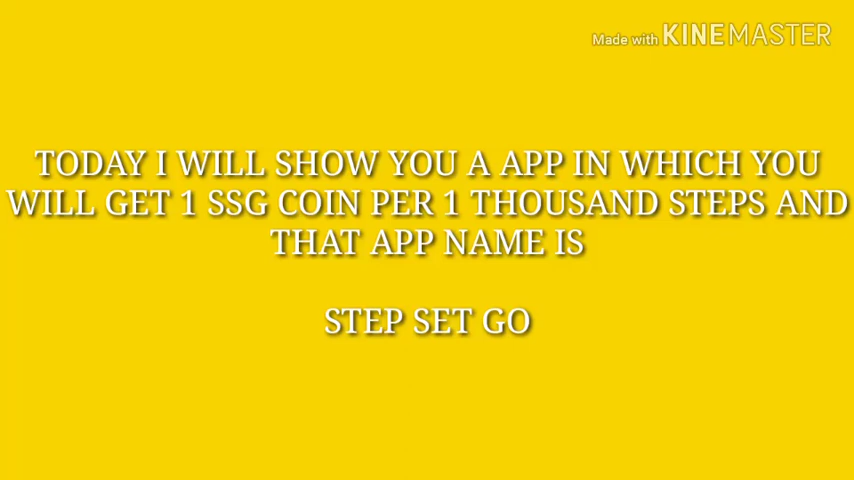 Made with KINEMASTER
TODAY I WILL SHOW YOU A APP IN WHICH YOU
WILL GET 1 SSG COIN PER 1 THOUSAND STEPS AND
THAT APP NAME IS
STEP SET GO